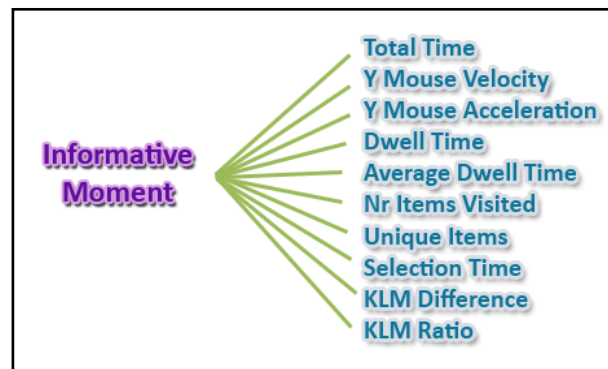 Informative
Moment
Total Time
Y Mouse Velocity
Y Mouse Acceleration
Dwell Time
Average Dwell Time
Nr Items Visited
Unique Items
Selection Time
KLM Difference
KLM Ratio